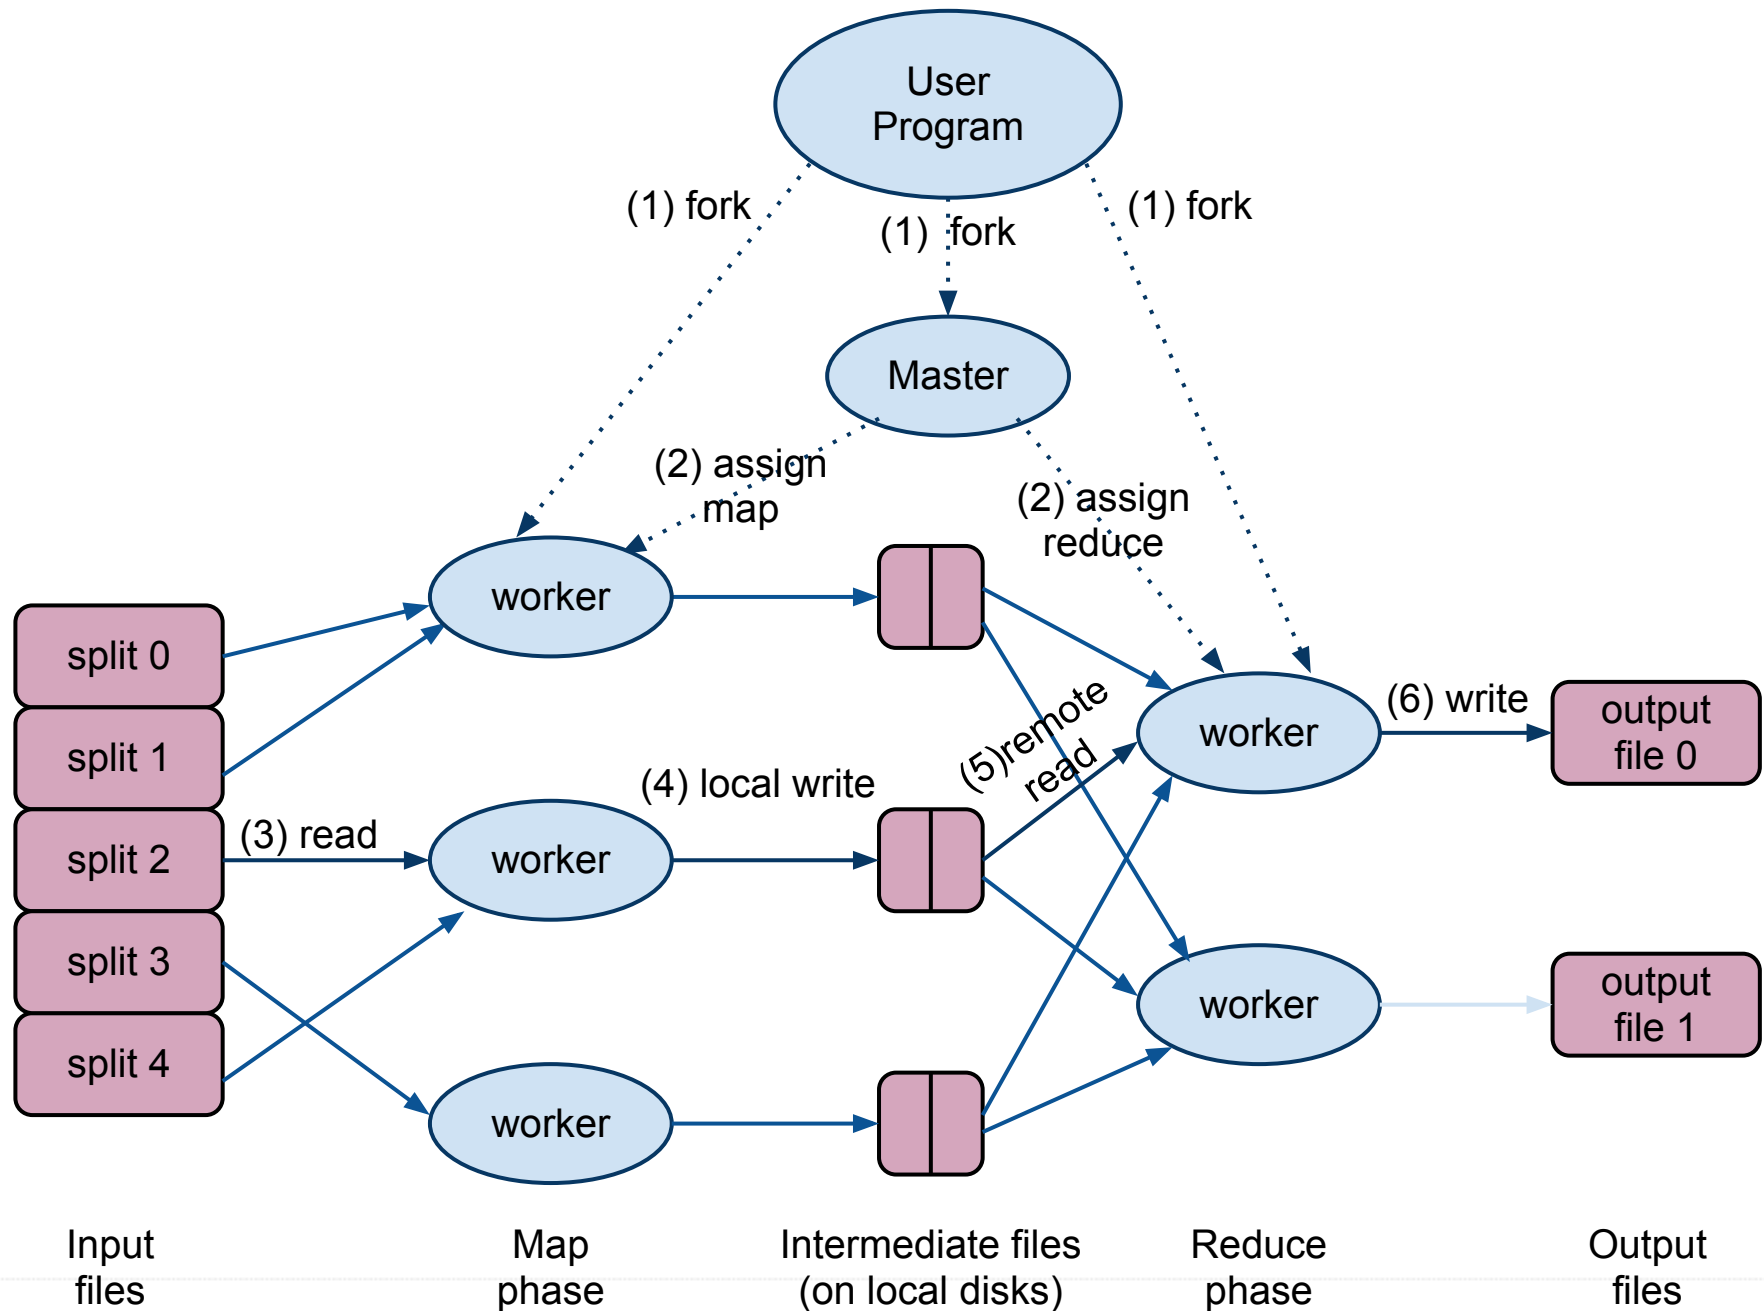 User
Program
(1) fork
(1) fork
(1) fork
Master
(2) assign
map
(2) assign
reduce
worker
split 0
split 1
split 2
split 3
split 4
(3) read
worker
(4) local write
(5)remote
read
worker
(6) write
output
file 0
worker
output
file 1
worker
Input
files
Map
phase
Intermediate files
(on local disks)
Reduce
phase
Output
files